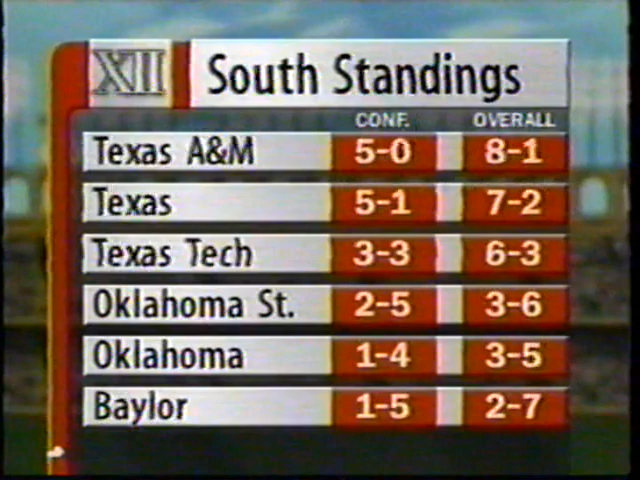 XII South Standings
CONF. OVERALL
Texas A&M 5-0 8-1
Texas 5-1 7-2
Texas Tech 3-3 6-3
Oklahoma St. 2-5 3-6
Oklahoma 1-4 3-5
Baylor 1-5 2-7